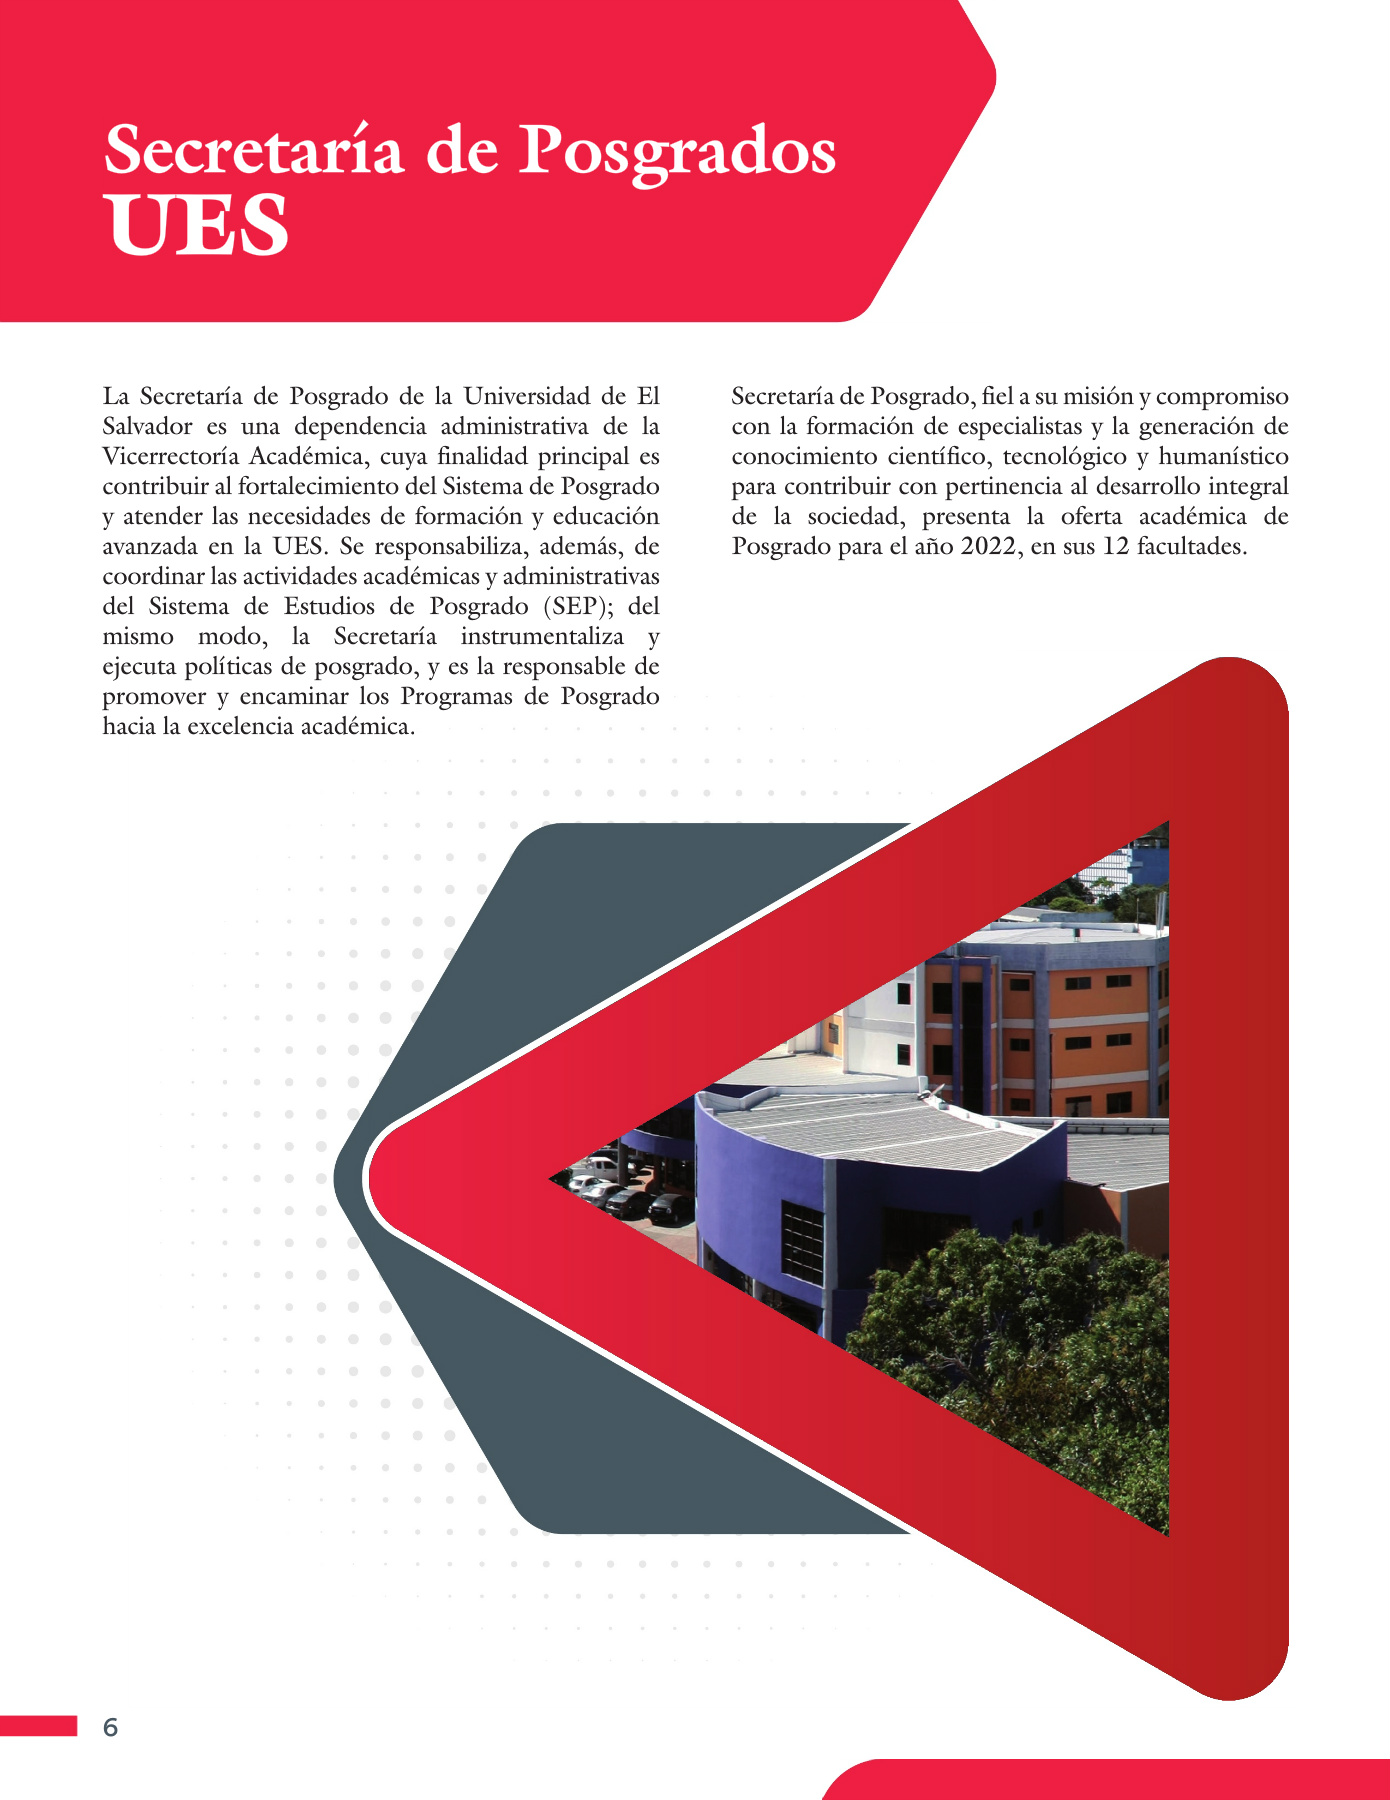 Secretaría de Posgrados
UES
La Secretaría de Posgrado de la Universidad de El
Salvador es una dependencia administrativa de la
Vicerrectoría Académica, cuya finalidad principal es
contribuir al fortalecimiento del Sistema de Posgrado
y atender las necesidades de formación y educación
avanzada en la UES. Se responsabiliza, además, de
coordinar las actividades académicas y administrativas
del Sistema de Estudios de Posgrado (SEP); del
mismo modo, la Secretaría instrumentaliza y
ejecuta políticas de posgrado, y es la responsable de
promover y encaminar los Programas de Posgrado
hacia la excelencia académica.
Secretaría de Posgrado, fiel a su misión y compromiso
con la formación de especialistas y la generación de
conocimiento científico, tecnológico y humanístico
para contribuir con pertinencia al desarrollo integral
de la sociedad, presenta la oferta académica de
Posgrado para el año 2022, en sus 12 facultades.
6